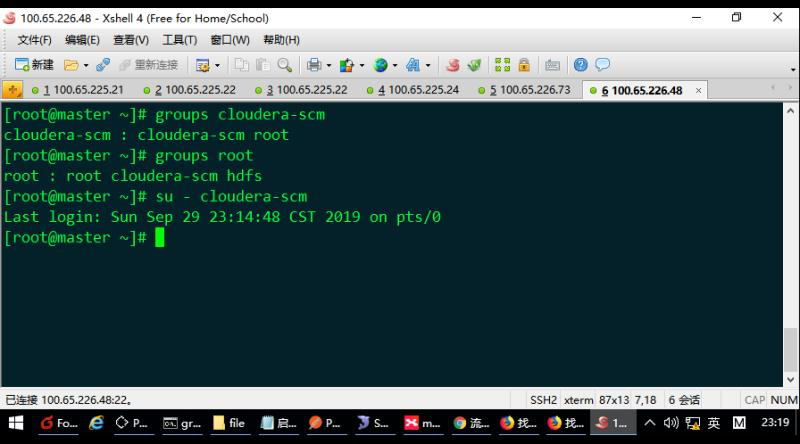 100.65.226.48 - Xshell 4 (Free for Home/School)
文件(F) 编辑(E) 查看(V) 工具(T) 窗口(W) 帮助(H)
新建 重新连接
1 100.65.225.21 2 100.65.225.22 3 100.65.225.22 4 100.65.225.24 5 100.65.226.73 6 100.65.226.48
[root@master ~]# groups cloudera-scm
cloudera-scm : cloudera-scm root
[root@master ~]# groups root
root : root cloudera-scm hdfs
[root@master ~]# su - cloudera-scm
Last login: Sun Sep 29 23:14:48 CST 2019 on pts/0
[root@master ~]#
已连接 100.65.226.48:22。 SSH2 xterm 87x13 7,18 6 会话 CAP NUM
Fo... P... gr... file 启... P... S... m... 流... 找... 找... 1... 英 M 23:19